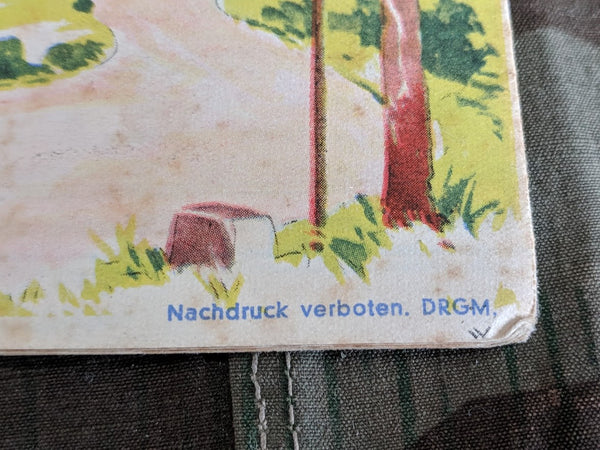 Nachdruck verboten. DRGM.
W